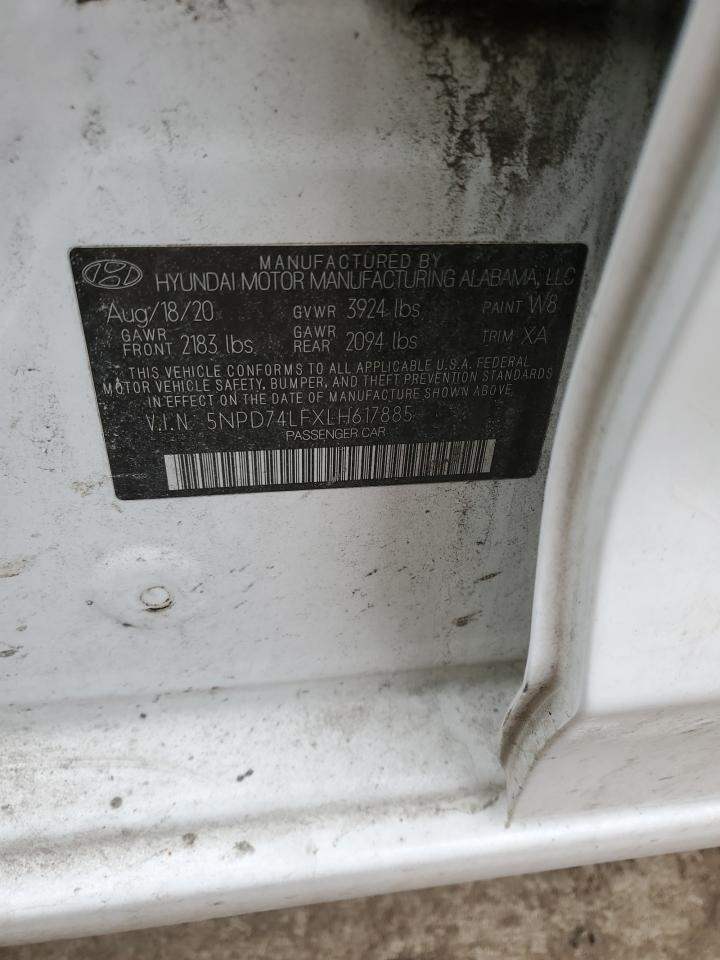 MANUFACTURED BY
HYUNDAI MOTOR MANUFACTURING ALABAMA, LLC
Aug/18/20 GVWR 3924 lbs PAINT W8
GAWR FRONT 2183 lbs GAWR REAR 2094 lbs TRIM XA
THIS VEHICLE CONFORMS TO ALL APPLICABLE U.S.A. FEDERAL
MOTOR VEHICLE SAFETY, BUMPER, AND THEFT PREVENTION STANDARDS
IN EFFECT ON THE DATE OF MANUFACTURE SHOWN ABOVE.
V.I.N 5NPD74LFXLH617885
PASSENGER CAR